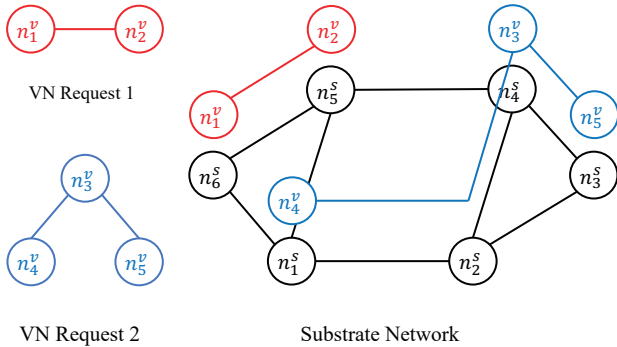 n₁ᵛ n₂ᵛ
VN Request 1
n₃ᵛ
n₄ᵛ n₅ᵛ
VN Request 2
n₂ᵛ n₃ᵛ
n₅ˢ n₄ˢ
n₁ᵛ n₅ᵛ
n₆ˢ n₃ˢ
n₄ᵛ
n₁ˢ n₂ˢ
Substrate Network